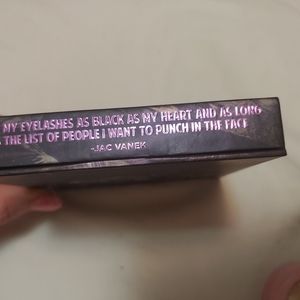 MY EYELASHES AS BLACK AS MY HEART AND AS LONG
THE LIST OF PEOPLE I WANT TO PUNCH IN THE FACE
-JAC VANEK